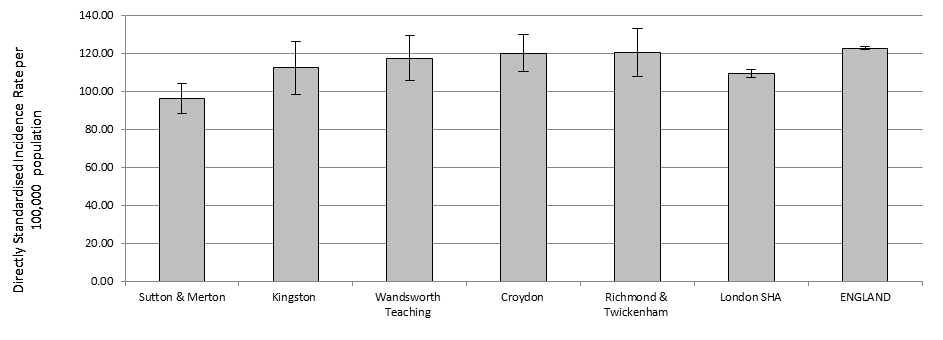 Directly Standardised Incidence Rate per
100,000 population
140.00
120.00
100.00
80.00
60.00
40.00
20.00
0.00
Sutton & Merton
Kingston
Wandsworth
Teaching
Croydon
Richmond &
Twickenham
London SHA
ENGLAND